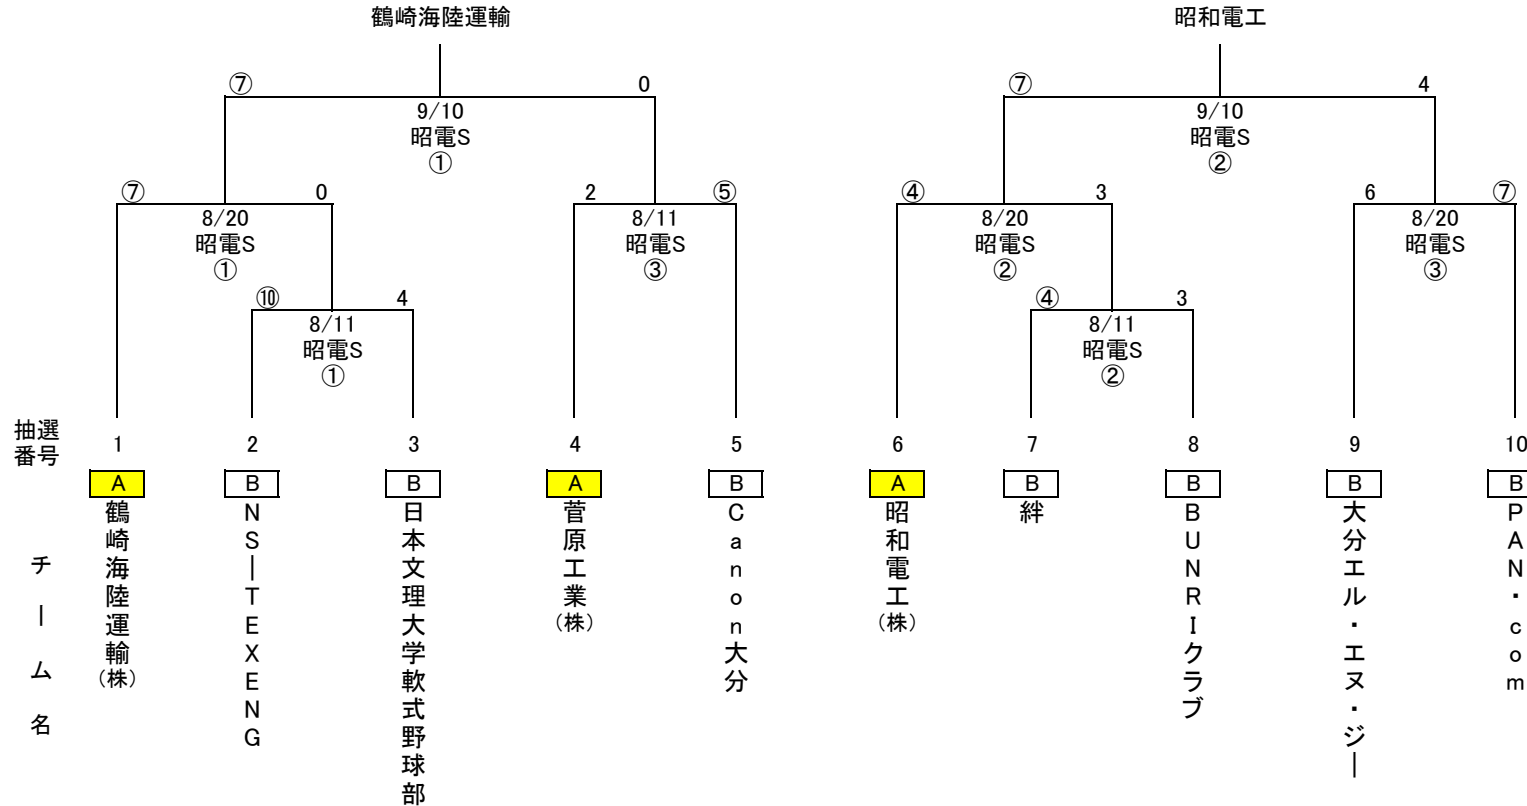 鶴崎海陸運輸 昭和電工
⑦ 0 ⑦ 4
9/10 9/10
昭電S 昭電S
① ②
⑦ 0 2 ⑤ ④ 3 6 ⑦
8/20 8/11 8/20 8/20
昭電S 昭電S 昭電S 昭電S
① ③ ② ③
⑩ 4 ④ 3
8/11 8/11
昭電S 昭電S
① ②
抽選番号 1 2 3 4 5 6 7 8 9 10
A B B A B A B B B B
チーム名
鶴崎海陸運輸(株)
NS|TEXENG
日本文理大学軟式野球部
菅原工業(株)
Canon大分
昭和電工(株)
絆
BUNRIクラブ
大分エル・エヌ・ジー
PAN・com